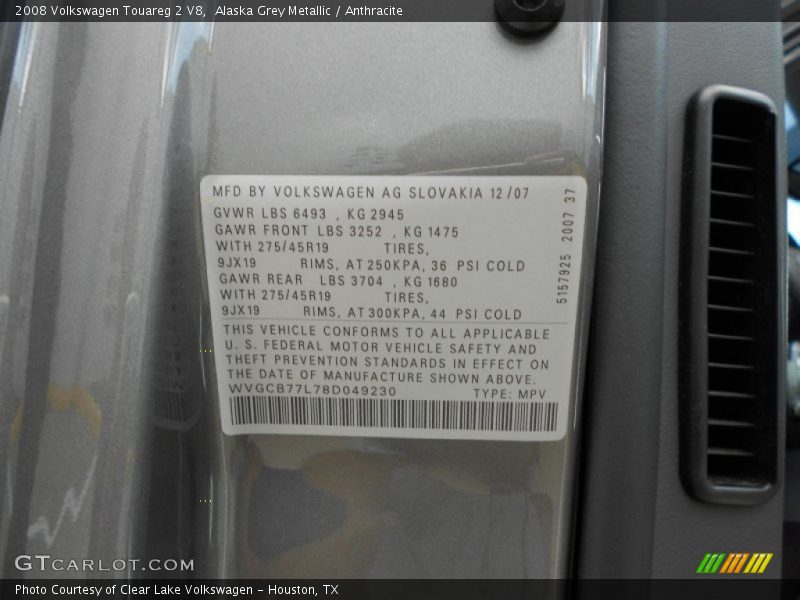 2008 Volkswagen Touareg 2 V8,  Alaska Grey Metallic / Anthracite
MFD BY VOLKSWAGEN AG SLOVAKIA 12/07
GVWR LBS 6493 , KG 2945
GAWR FRONT LBS 3252 , KG 1475
WITH 275/45R19 TIRES,
9JX19 RIMS, AT 250KPA, 36 PSI COLD
GAWR REAR LBS 3704 , KG 1680
WITH 275/45R19 TIRES,
9JX19 RIMS, AT 300KPA, 44 PSI COLD
5157925 2007 37
THIS VEHICLE CONFORMS TO ALL APPLICABLE
U. S. FEDERAL MOTOR VEHICLE SAFETY AND
THEFT PREVENTION STANDARDS IN EFFECT ON
THE DATE OF MANUFACTURE SHOWN ABOVE.
WVGCB77L78D049230 TYPE: MPV
GTCARLOT.COM
Photo Courtesy of Clear Lake Volkswagen - Houston, TX